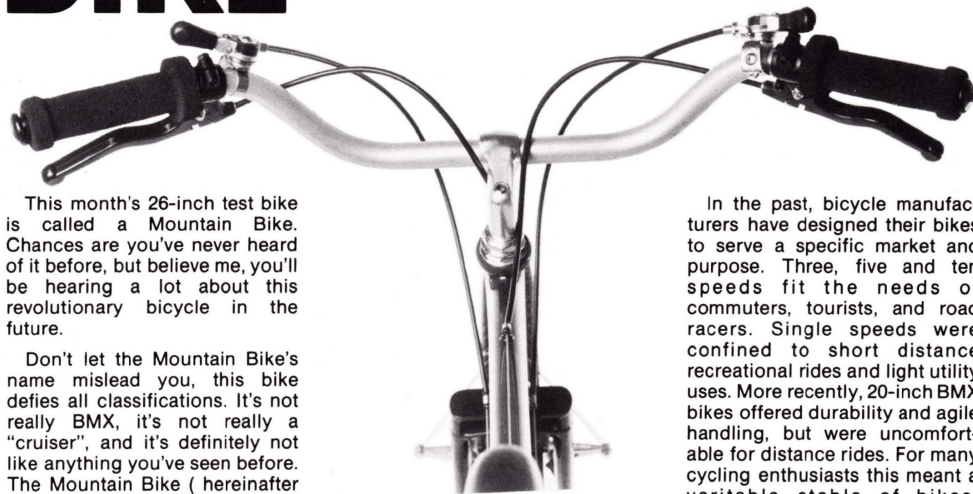 BIKE
This month's 26-inch test bike
is called a Mountain Bike.
Chances are you've never heard
of it before, but believe me, you'll
be hearing a lot about this
revolutionary bicycle in the
future.
Don't let the Mountain Bike's
name mislead you, this bike
defies all classifications. It's not
really BMX, it's not really a
"cruiser", and it's definitely not
like anything you've seen before.
The Mountain Bike ( hereinafter
In the past, bicycle manufac
turers have designed their bikes
to serve a specific market and
purpose. Three, five and ten
speeds fit the needs of
commuters, tourists, and road
racers. Single speeds were
confined to short distance
recreational rides and light utility
uses. More recently, 20-inch BMX
bikes offered durability and agile
handling, but were uncomfort-
able for distance rides. For many
cycling enthusiasts this meant a
veritable stable of bikes